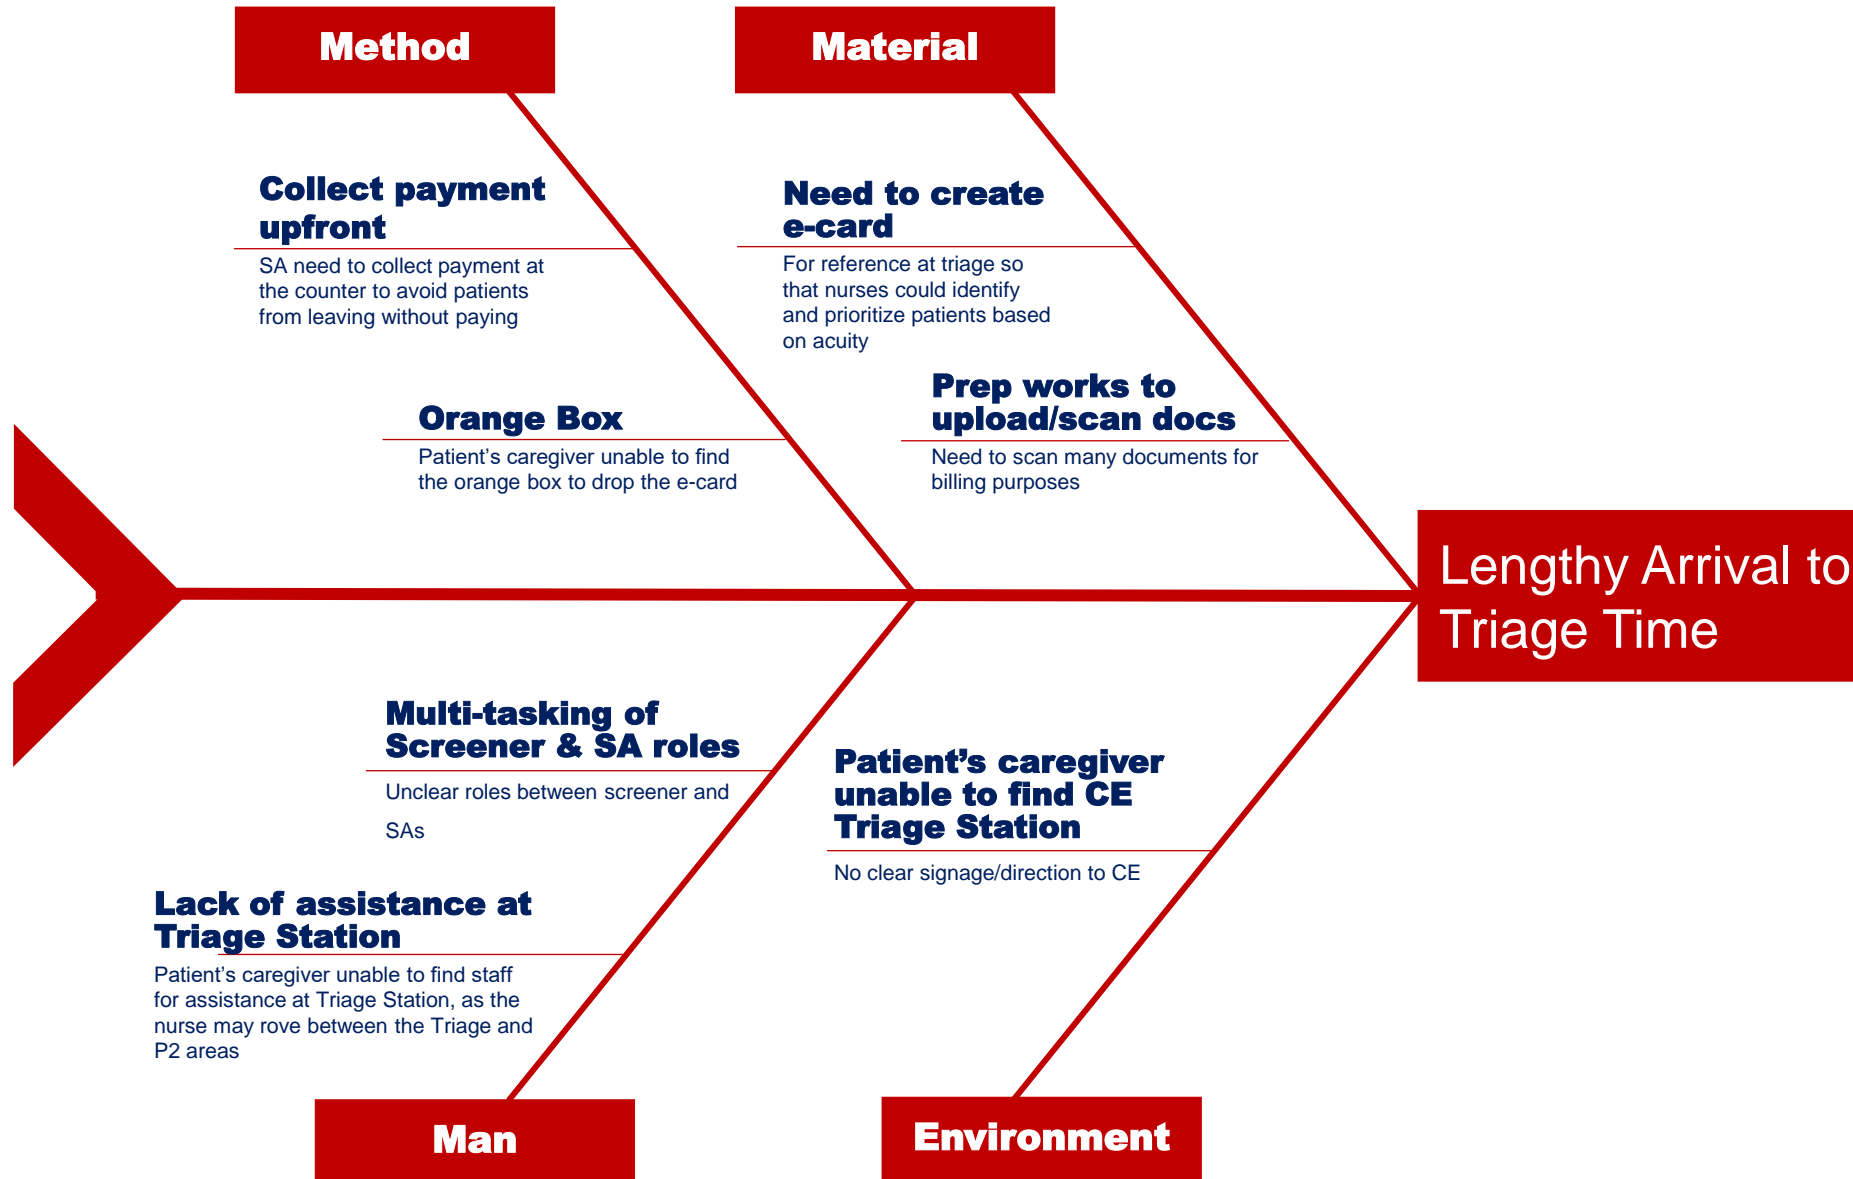 Method
Material
Collect payment
upfront
SA need to collect payment at
the counter to avoid patients
from leaving without paying
Need to create
e-card
For reference at triage so
that nurses could identify
and prioritize patients based
on acuity
Orange Box
Patient’s caregiver unable to find
the orange box to drop the e-card
Prep works to
upload/scan docs
Need to scan many documents for
billing purposes
Lengthy Arrival to
Triage Time
Multi-tasking of
Screener & SA roles
Unclear roles between screener and
SAs
Patient’s caregiver
unable to find CE
Triage Station
No clear signage/direction to CE
Lack of assistance at
Triage Station
Patient’s caregiver unable to find staff
for assistance at Triage Station, as the
nurse may rove between the Triage and
P2 areas
Man
Environment